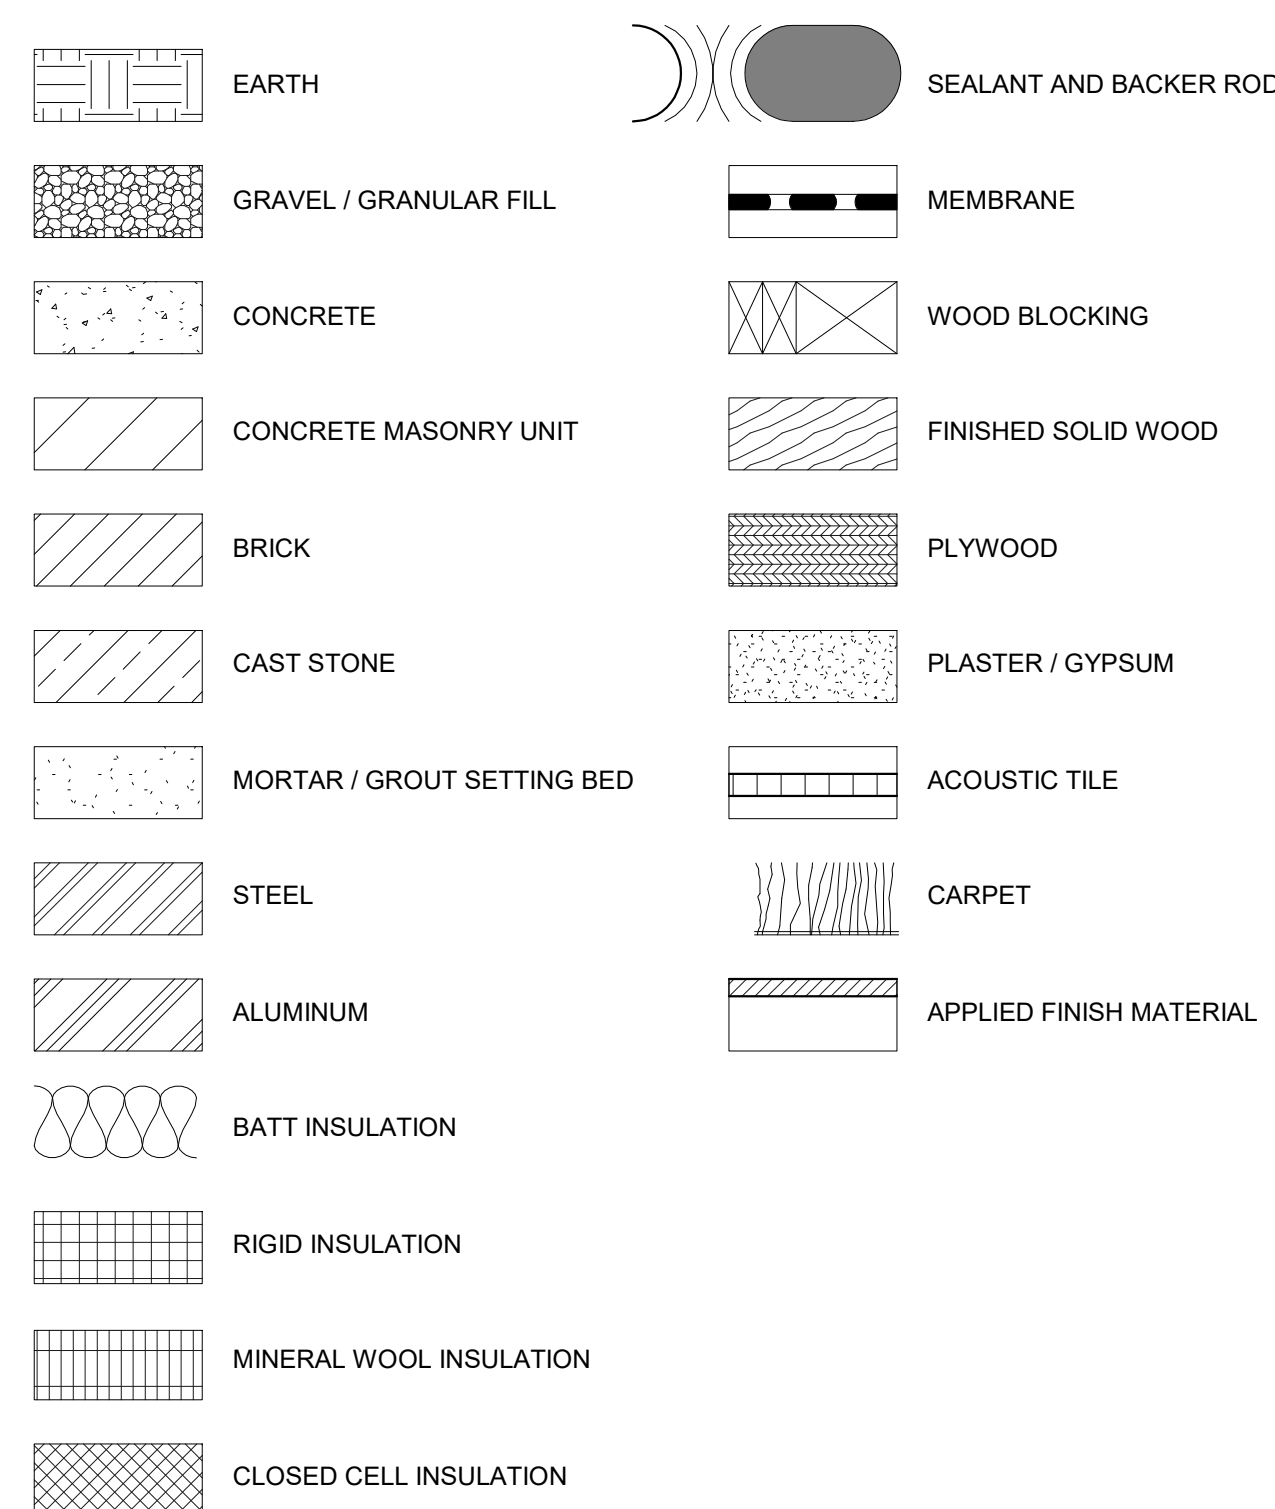 EARTH
GRAVEL / GRANULAR FILL
CONCRETE
CONCRETE MASONRY UNIT
BRICK
CAST STONE
MORTAR / GROUT SETTING BED
STEEL
ALUMINUM
BATT INSULATION
RIGID INSULATION
MINERAL WOOL INSULATION
CLOSED CELL INSULATION
SEALANT AND BACKER ROD
MEMBRANE
WOOD BLOCKING
FINISHED SOLID WOOD
PLYWOOD
PLASTER / GYPSUM
ACOUSTIC TILE
CARPET
APPLIED FINISH MATERIAL